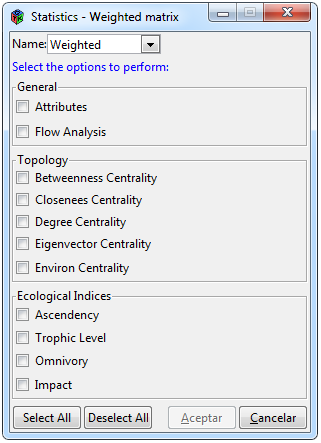 Statistics - Weighted matrix
Name: Weighted
Select the options to perform:
General
Attributes
Flow Analysis
Topology
Betweenness Centrality
Closenees Centrality
Degree Centrality
Eigenvector Centrality
Environ Centrality
Ecological Indices
Ascendency
Trophic Level
Omnivory
Impact
Select All Deselect All Aceptar Cancelar